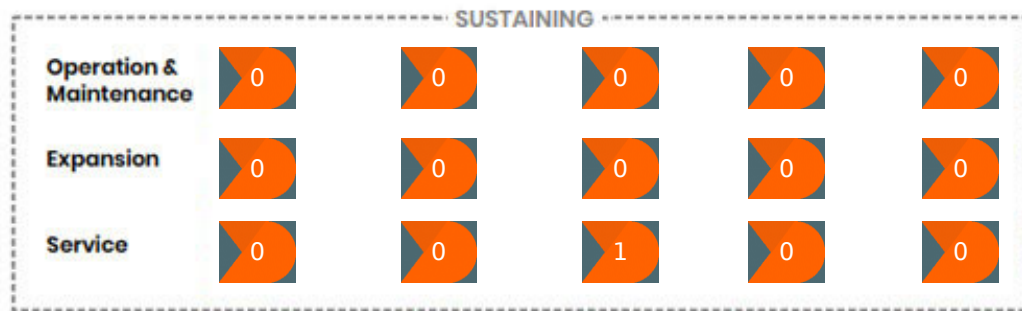 SUSTAINING
Operation &
Maintenance
0 0 0 0 0
Expansion
0 0 0 0 0
Service
0 0 1 0 0